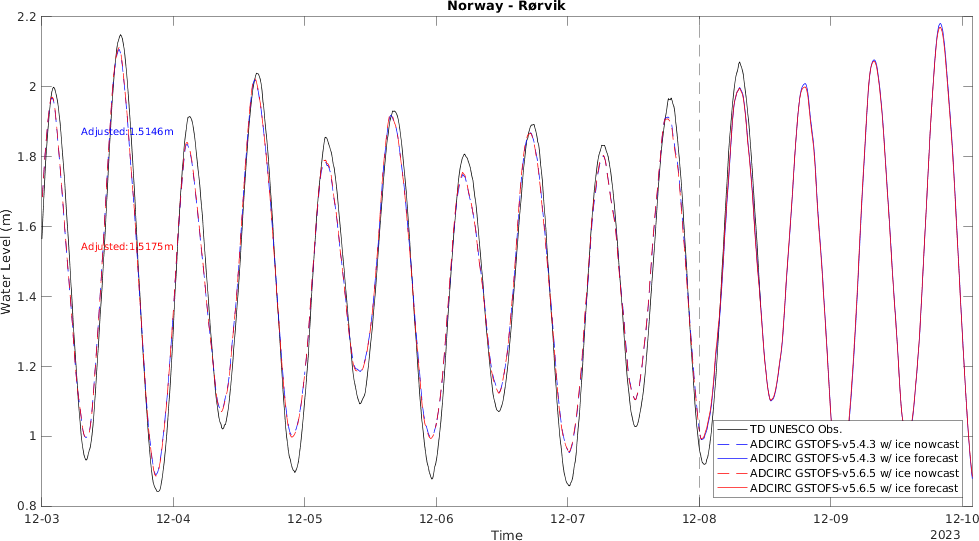 Norway - Rørvik
2.2
2
1.8
1.6
1.4
1.2
1
0.8
Water Level (m)
Adjusted:1.5146m
Adjusted:1.5175m
TD UNESCO Obs.
ADCIRC GSTOFS-v5.4.3 w/ ice nowcast
ADCIRC GSTOFS-v5.4.3 w/ ice forecast
ADCIRC GSTOFS-v5.6.5 w/ ice nowcast
ADCIRC GSTOFS-v5.6.5 w/ ice forecast
12-03 12-04 12-05 12-06 12-07 12-08 12-09 12-10
Time
2023